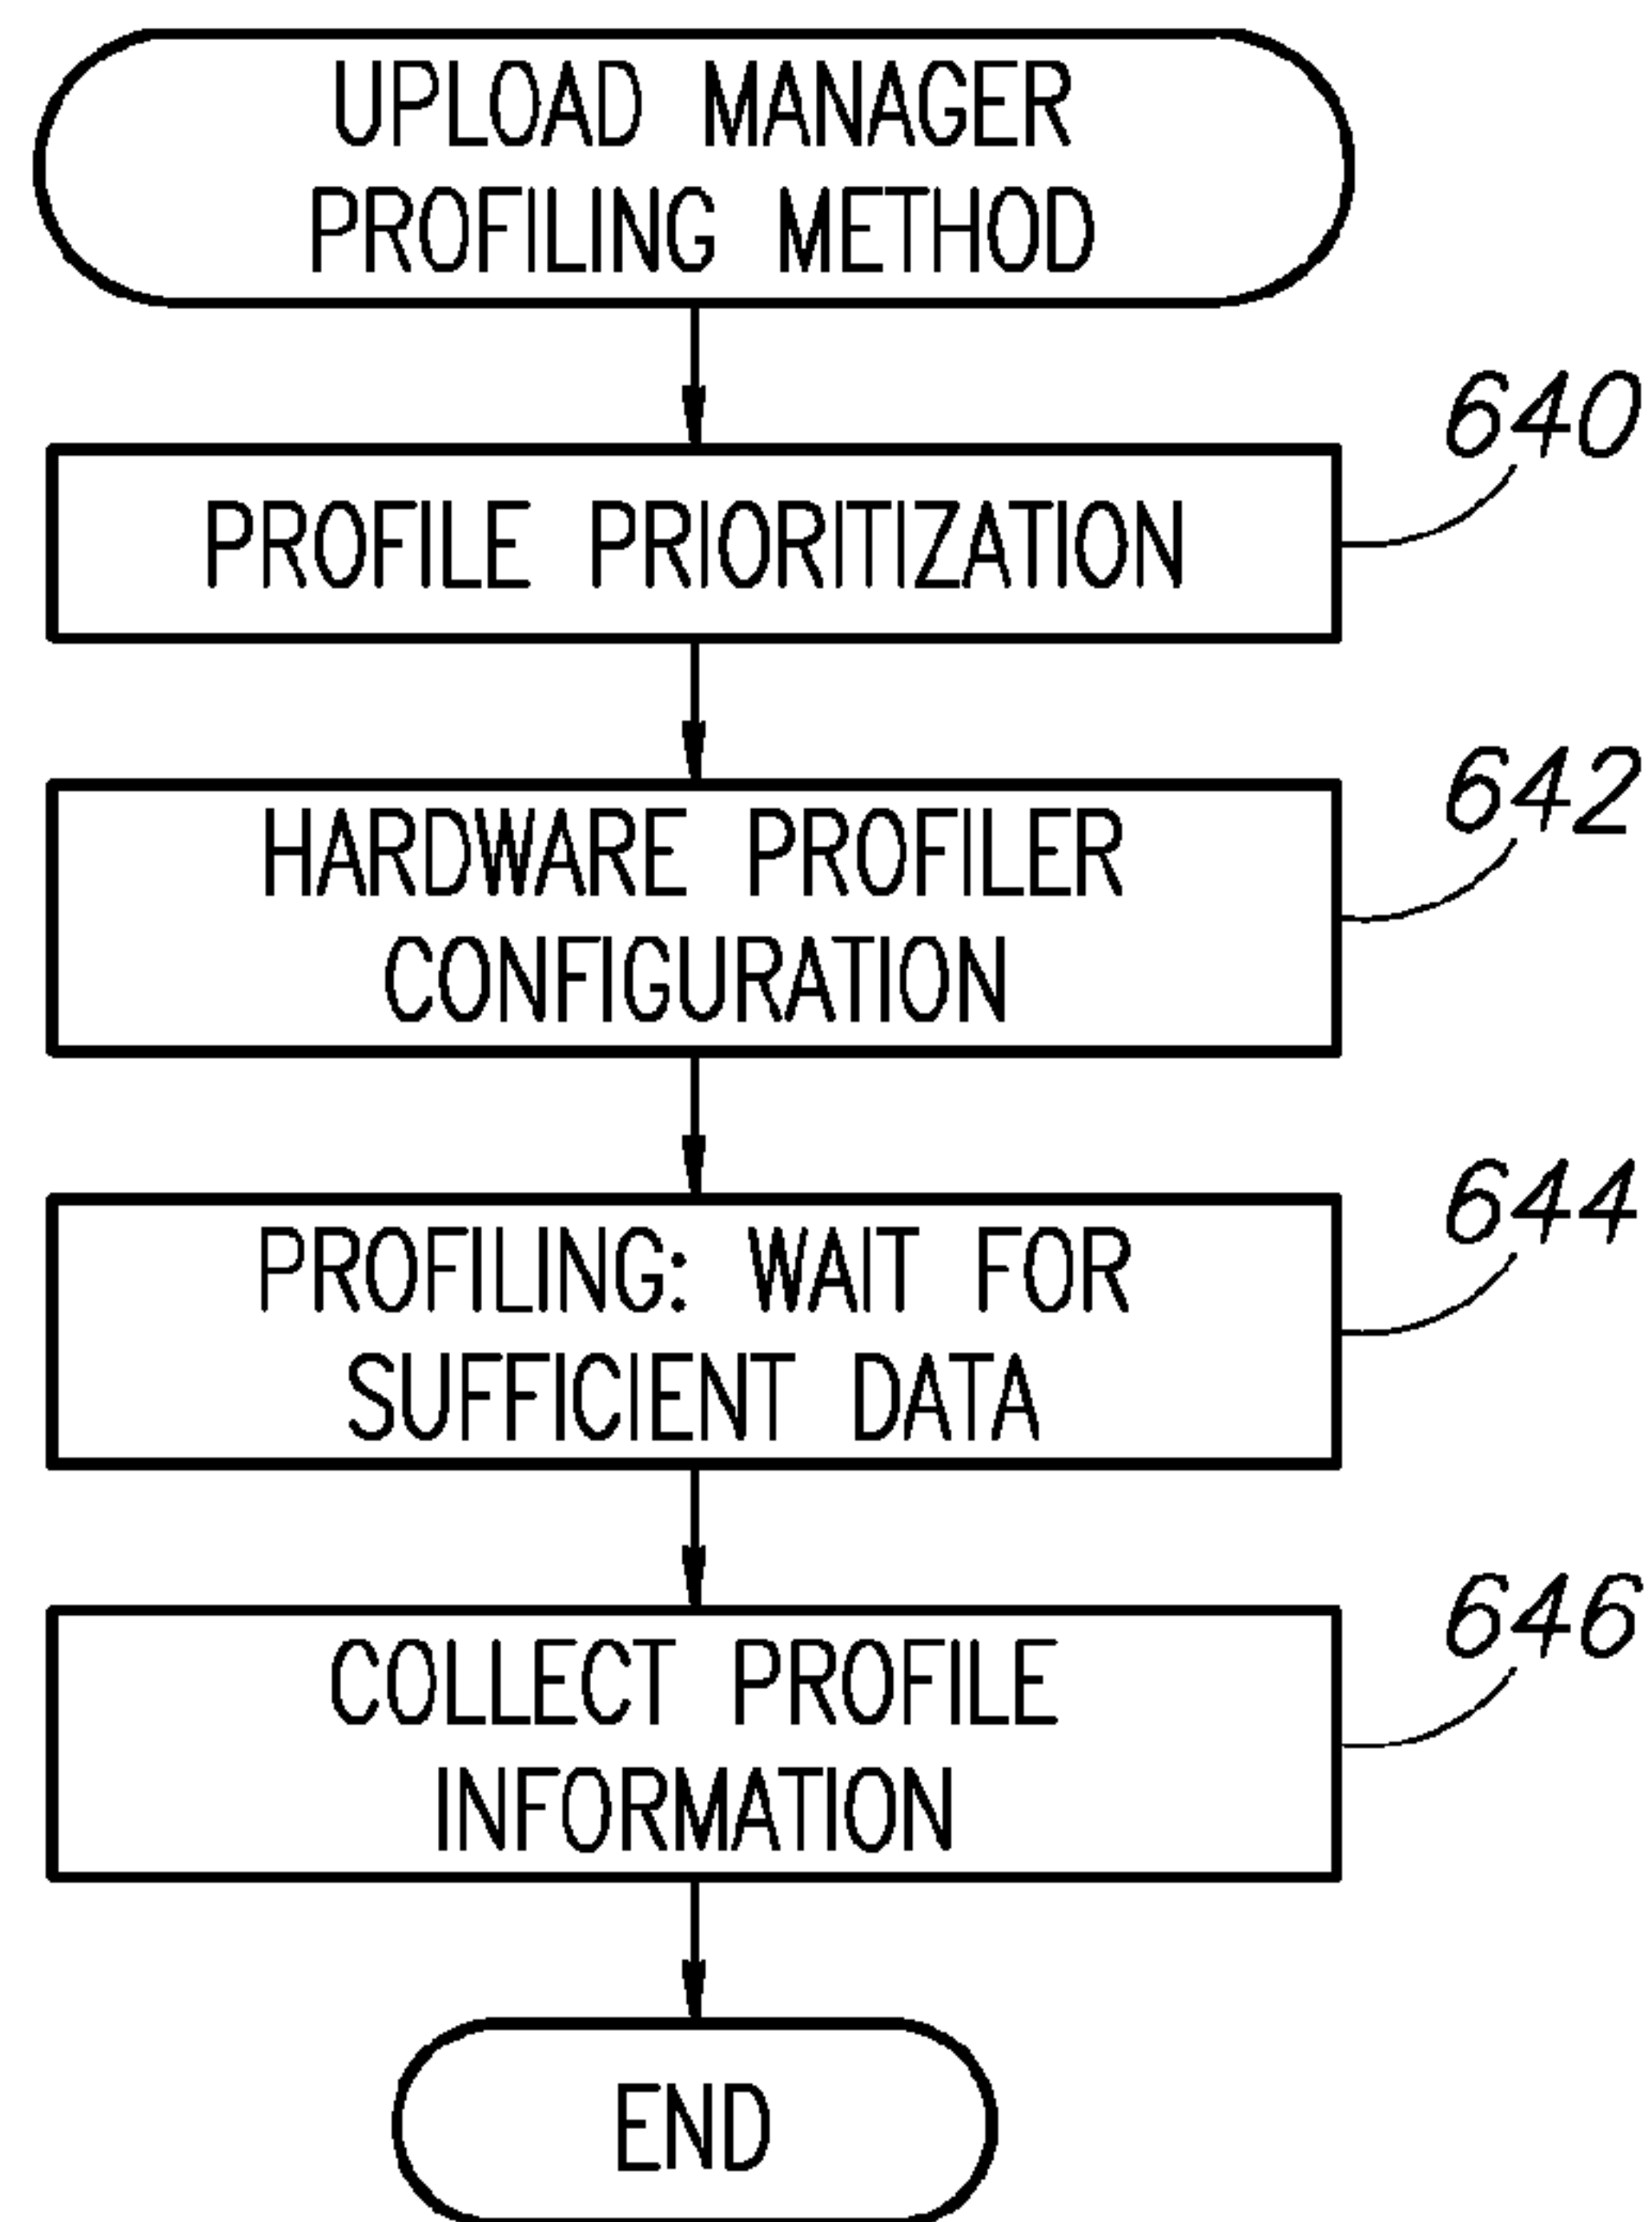 UPLOAD MANAGER
PROFILING METHOD
640
PROFILE PRIORITIZATION
642
HARDWARE PROFILER
CONFIGURATION
644
PROFILING: WAIT FOR
SUFFICIENT DATA
646
COLLECT PROFILE
INFORMATION
END